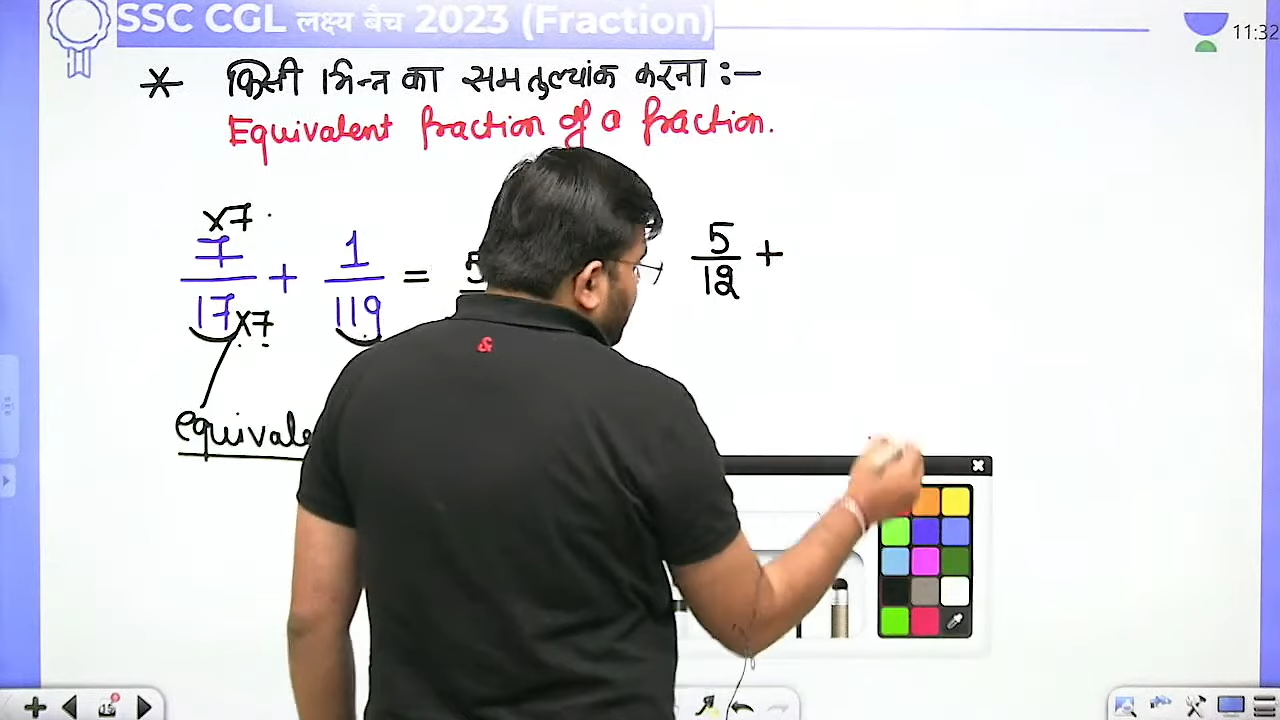 SSC CGL लक्ष्य बैच 2023 (Fraction)
11:32
* किसी भिन्न का समतुल्यांक करना :-
Equivalent fraction of a fraction.
×7
7/17 + 1/119 = 5
×7
5/12 +